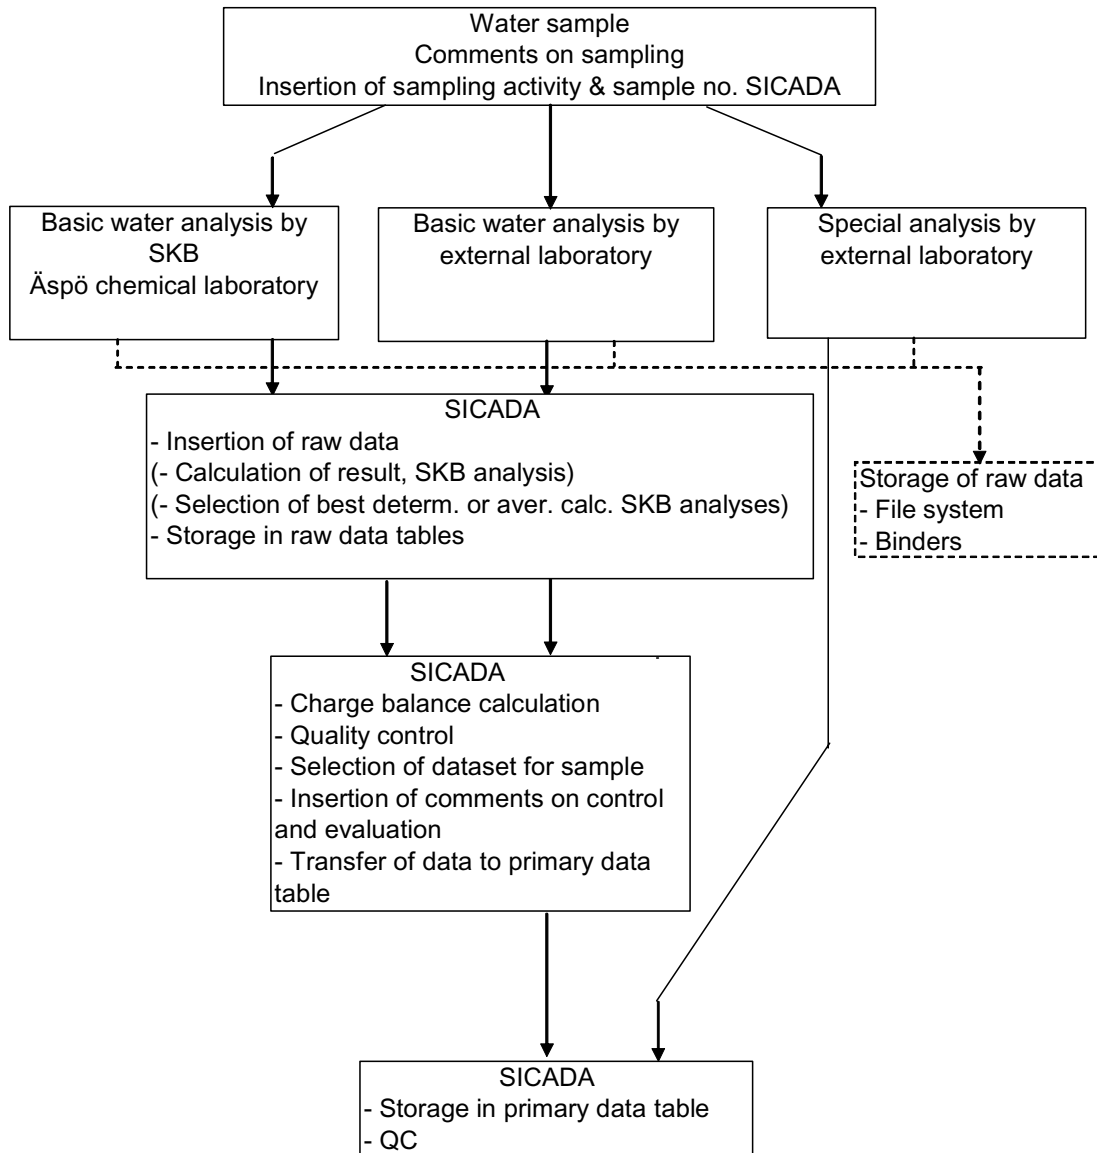 Water sample
Comments on sampling
Insertion of sampling activity & sample no. SICADA
Basic water analysis by
SKB
Äspö chemical laboratory
Basic water analysis by
external laboratory
Special analysis by
external laboratory
SICADA
- Insertion of raw data
(- Calculation of result, SKB analysis)
(- Selection of best determ. or aver. calc. SKB analyses)
- Storage in raw data tables
Storage of raw data
- File system
- Binders
SICADA
- Charge balance calculation
- Quality control
- Selection of dataset for sample
- Insertion of comments on control
and evaluation
- Transfer of data to primary data
table
SICADA
- Storage in primary data table
- QC